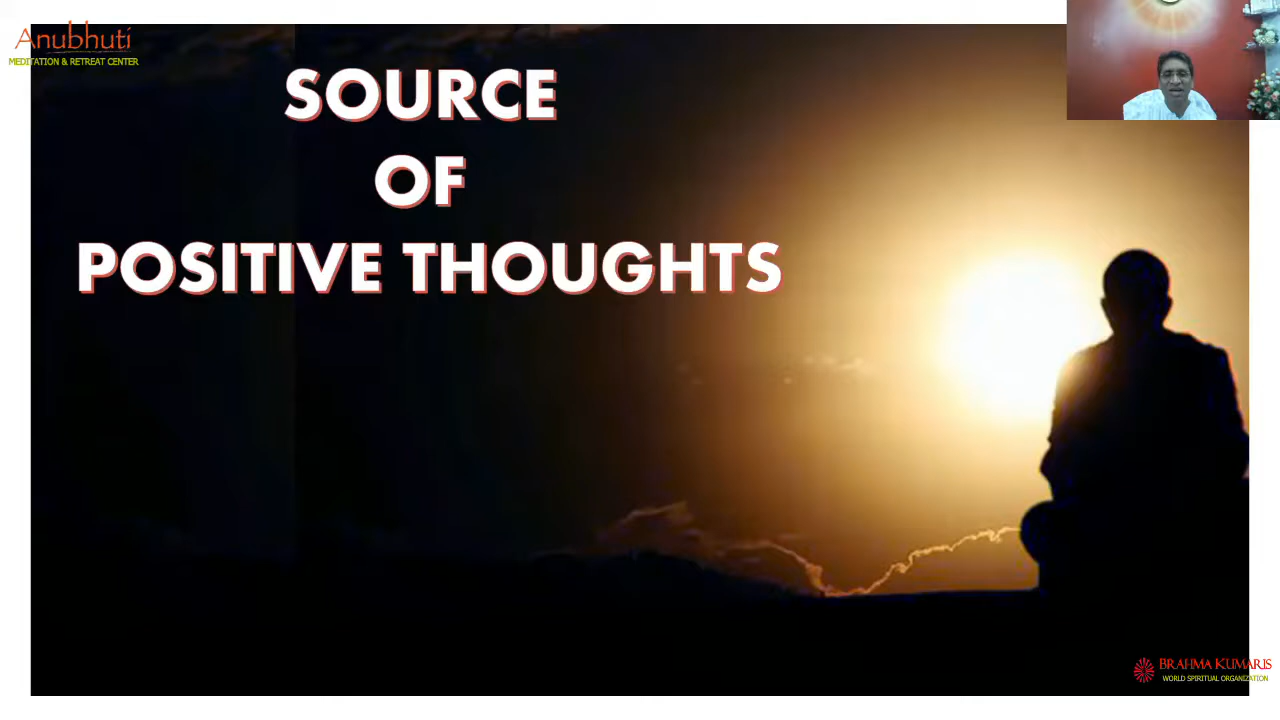 Anubhuti
MEDITATION & RETREAT CENTER
SOURCE
OF
POSITIVE THOUGHTS
BRAHMA KUMARIS
WORLD SPIRITUAL ORGANIZATION